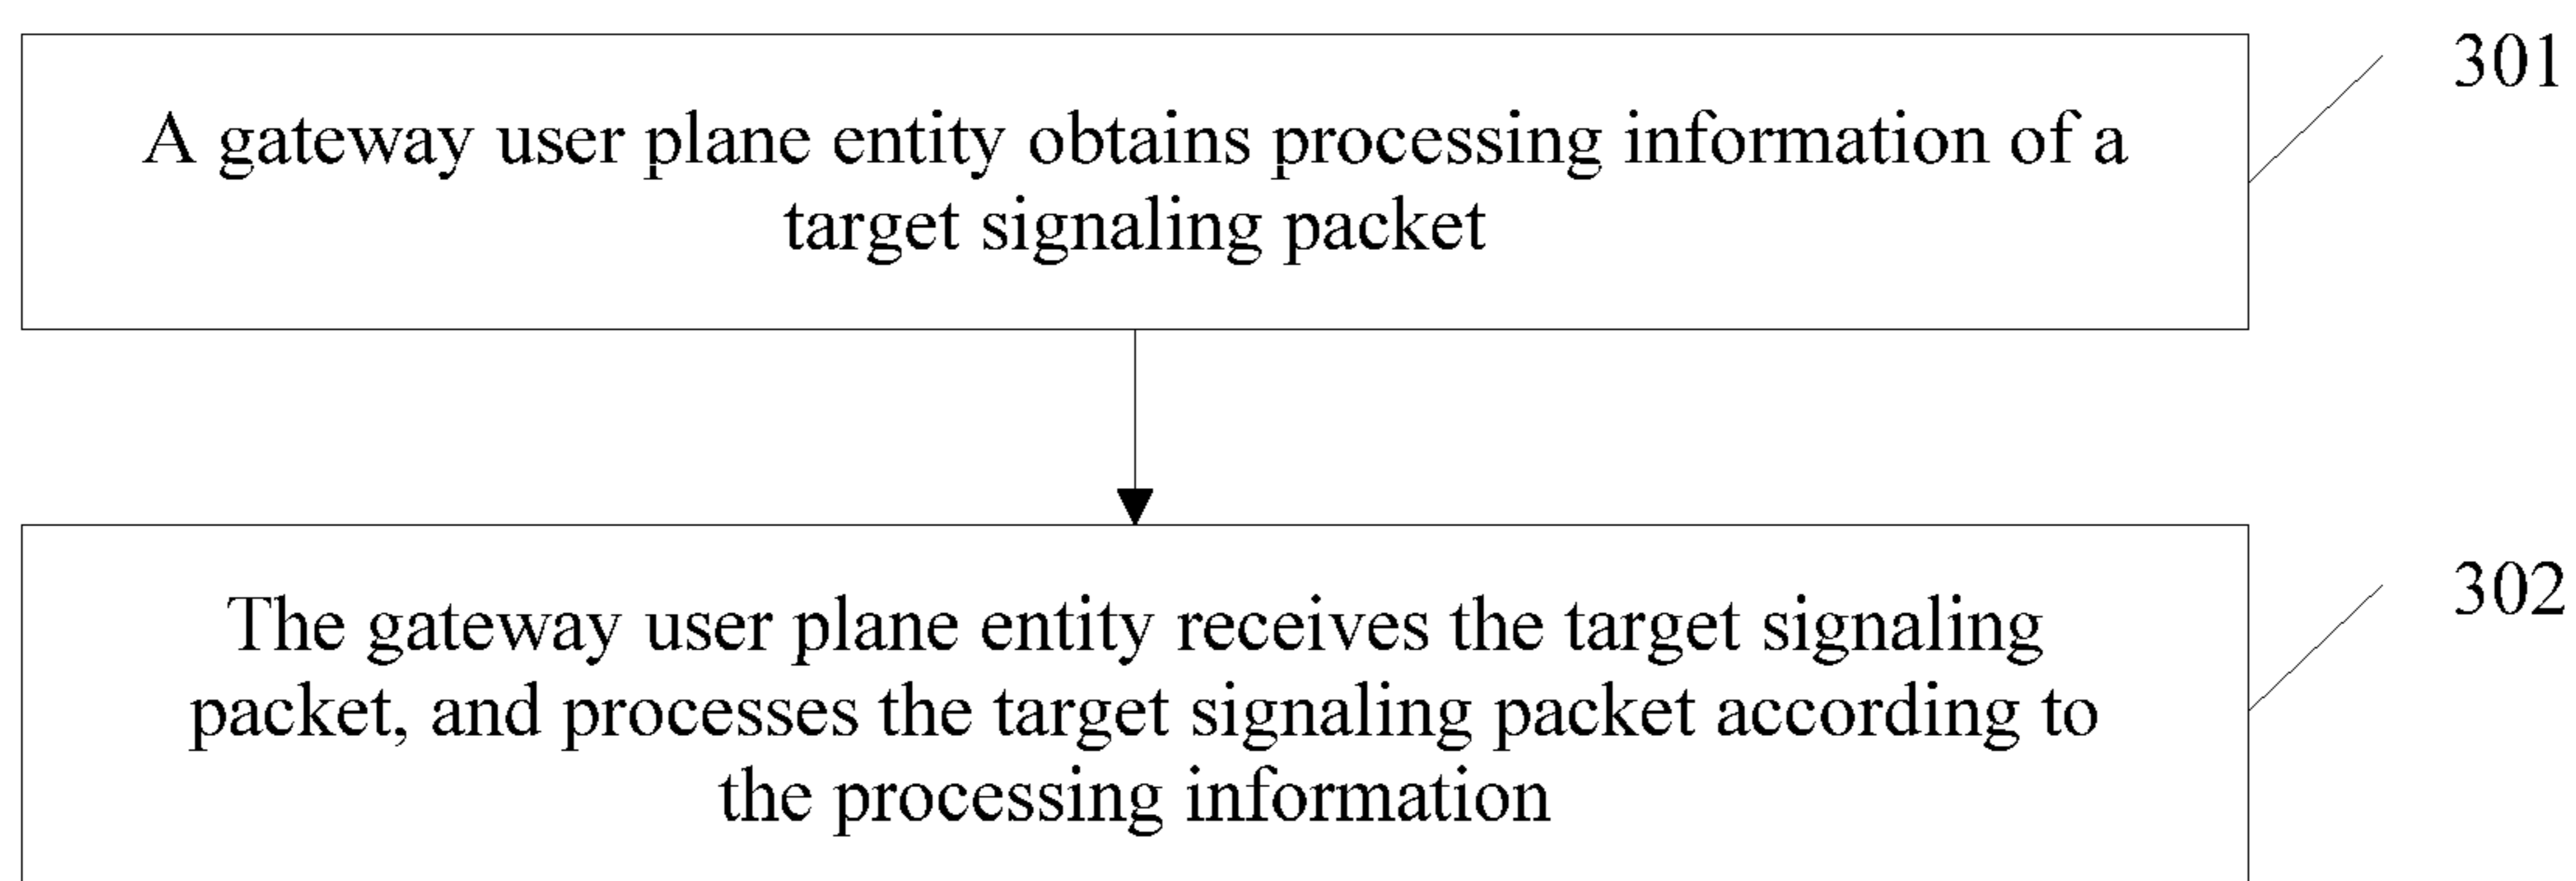 301
A gateway user plane entity obtains processing information of a
target signaling packet
302
The gateway user plane entity receives the target signaling
packet, and processes the target signaling packet according to
the processing information